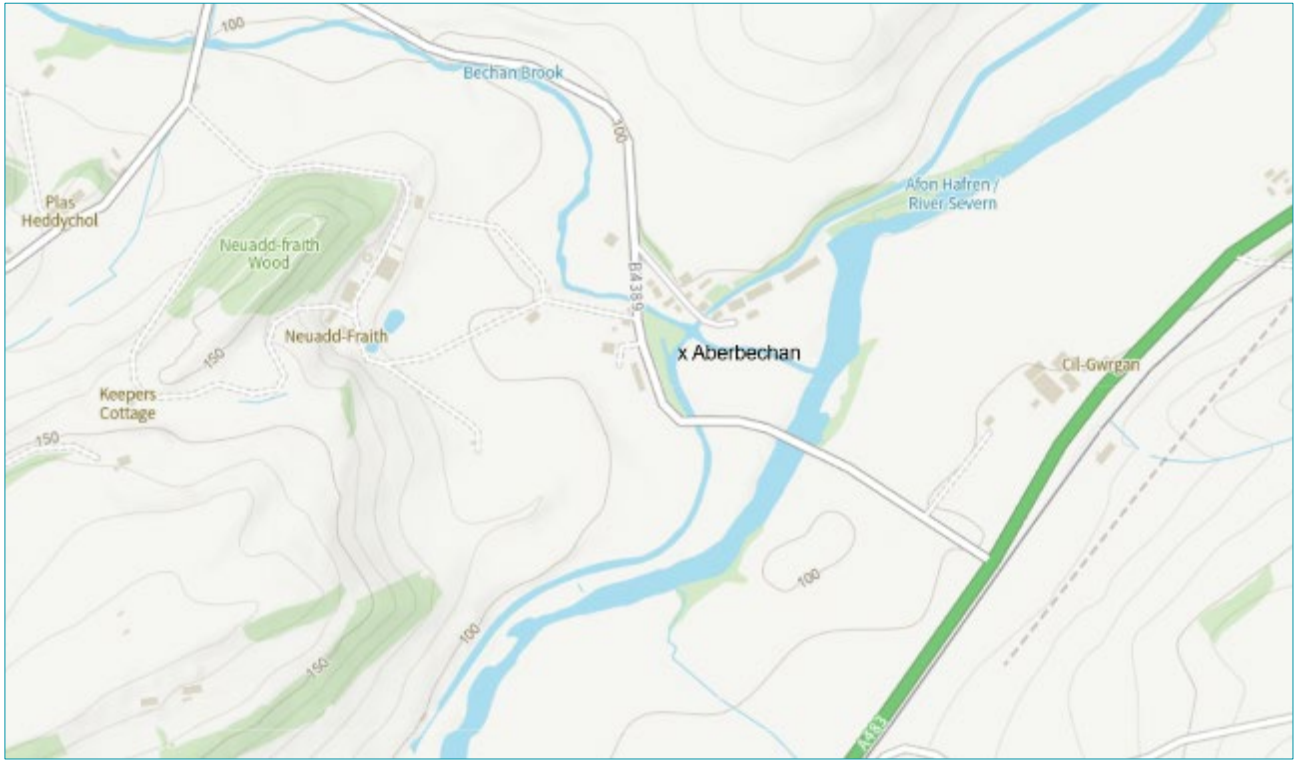 100
Bechan Brook
100
Afon Hafren /
River Severn
Plas
Heddychol
Neuadd-fraith
Wood
B4389
Neuadd-Fraith
150
x Aberbechan
Cil-Gwrgan
Keepers
Cottage
150
100
100
150
A483